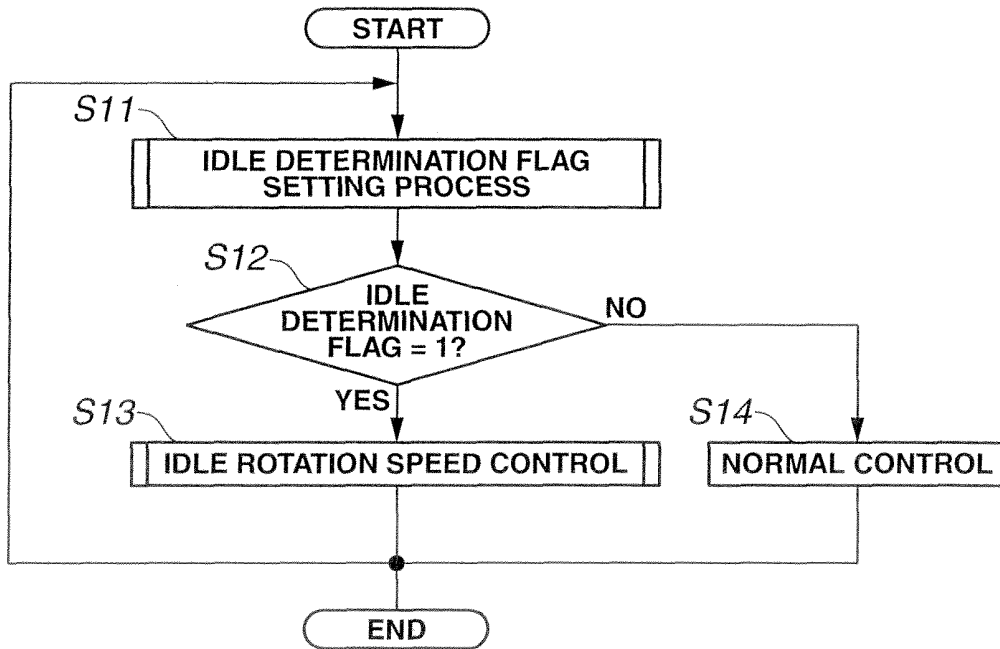 START
S11
IDLE DETERMINATION FLAG
SETTING PROCESS
S12
IDLE
DETERMINATION
FLAG = 1?
NO
YES
S13
IDLE ROTATION SPEED CONTROL
S14
NORMAL CONTROL
END